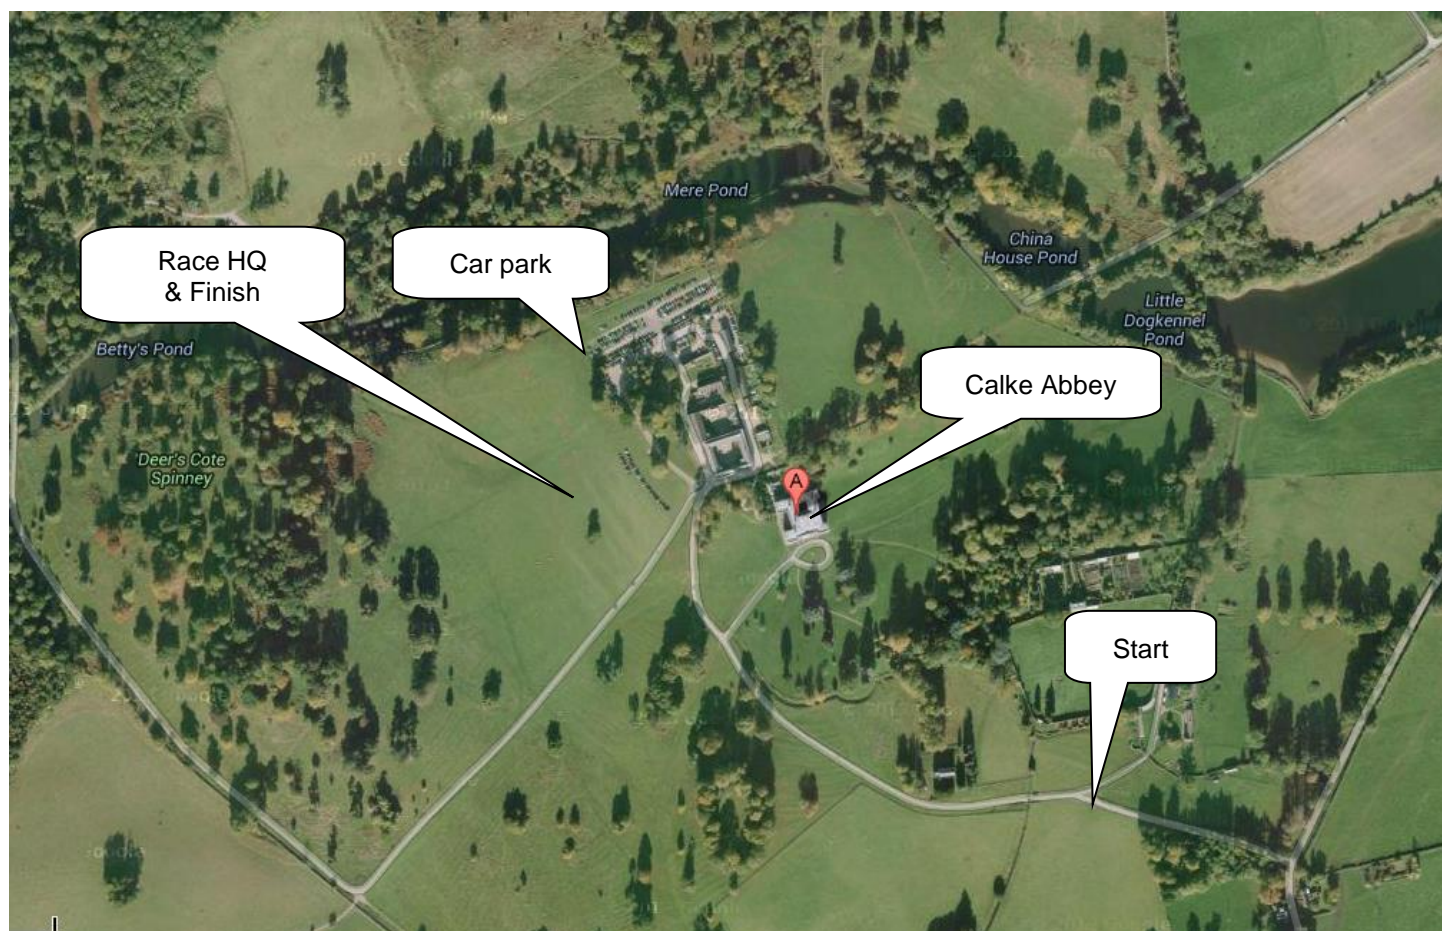 Mere Pond
China
House Pond
Race HQ
& Finish
Car park
Little
Dogkennel
Pond
Betty's Pond
Calke Abbey
Deer's Cote
Spinney
A
Start